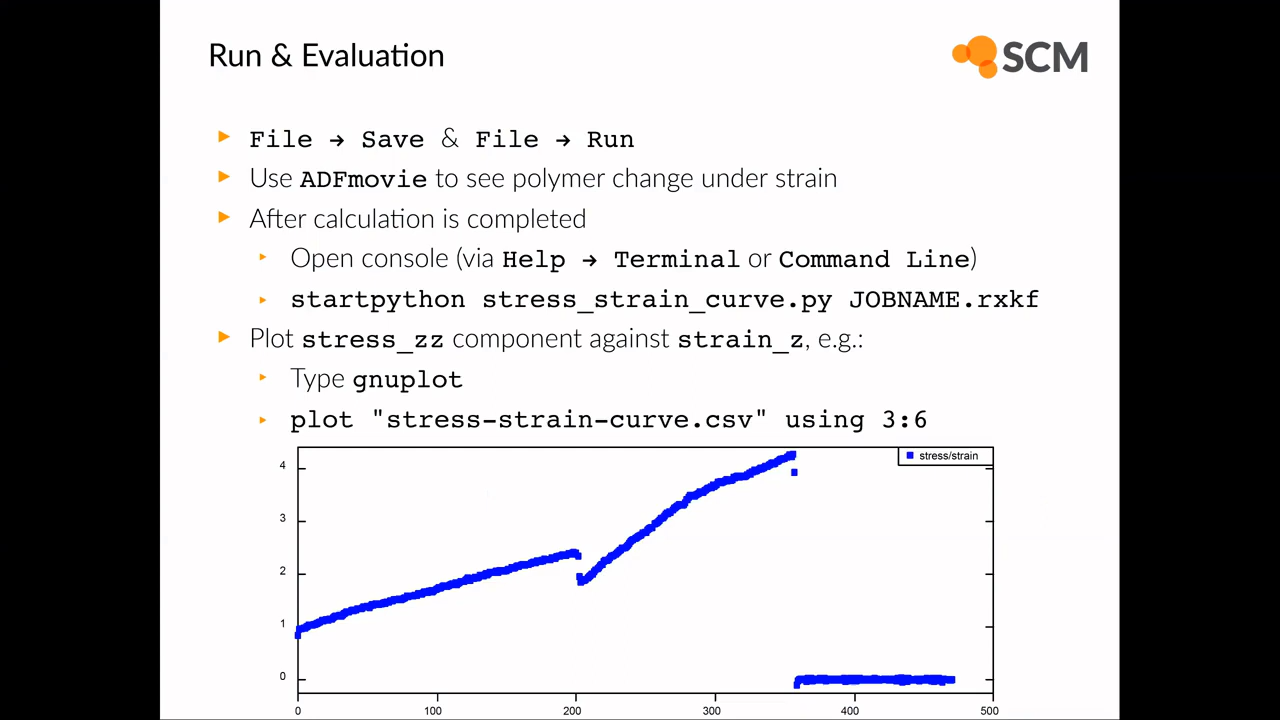 Run & Evaluation
SCM
File → Save & File → Run
Use ADFmovie to see polymer change under strain
After calculation is completed
Open console (via Help → Terminal or Command Line)
startpython stress_strain_curve.py JOBNAME.rxkf
Plot stress_zz component against strain_z, e.g.:
Type gnuplot
plot "stress-strain-curve.csv" using 3:6
stress/strain
4
3
2
1
0
0 100 200 300 400 500